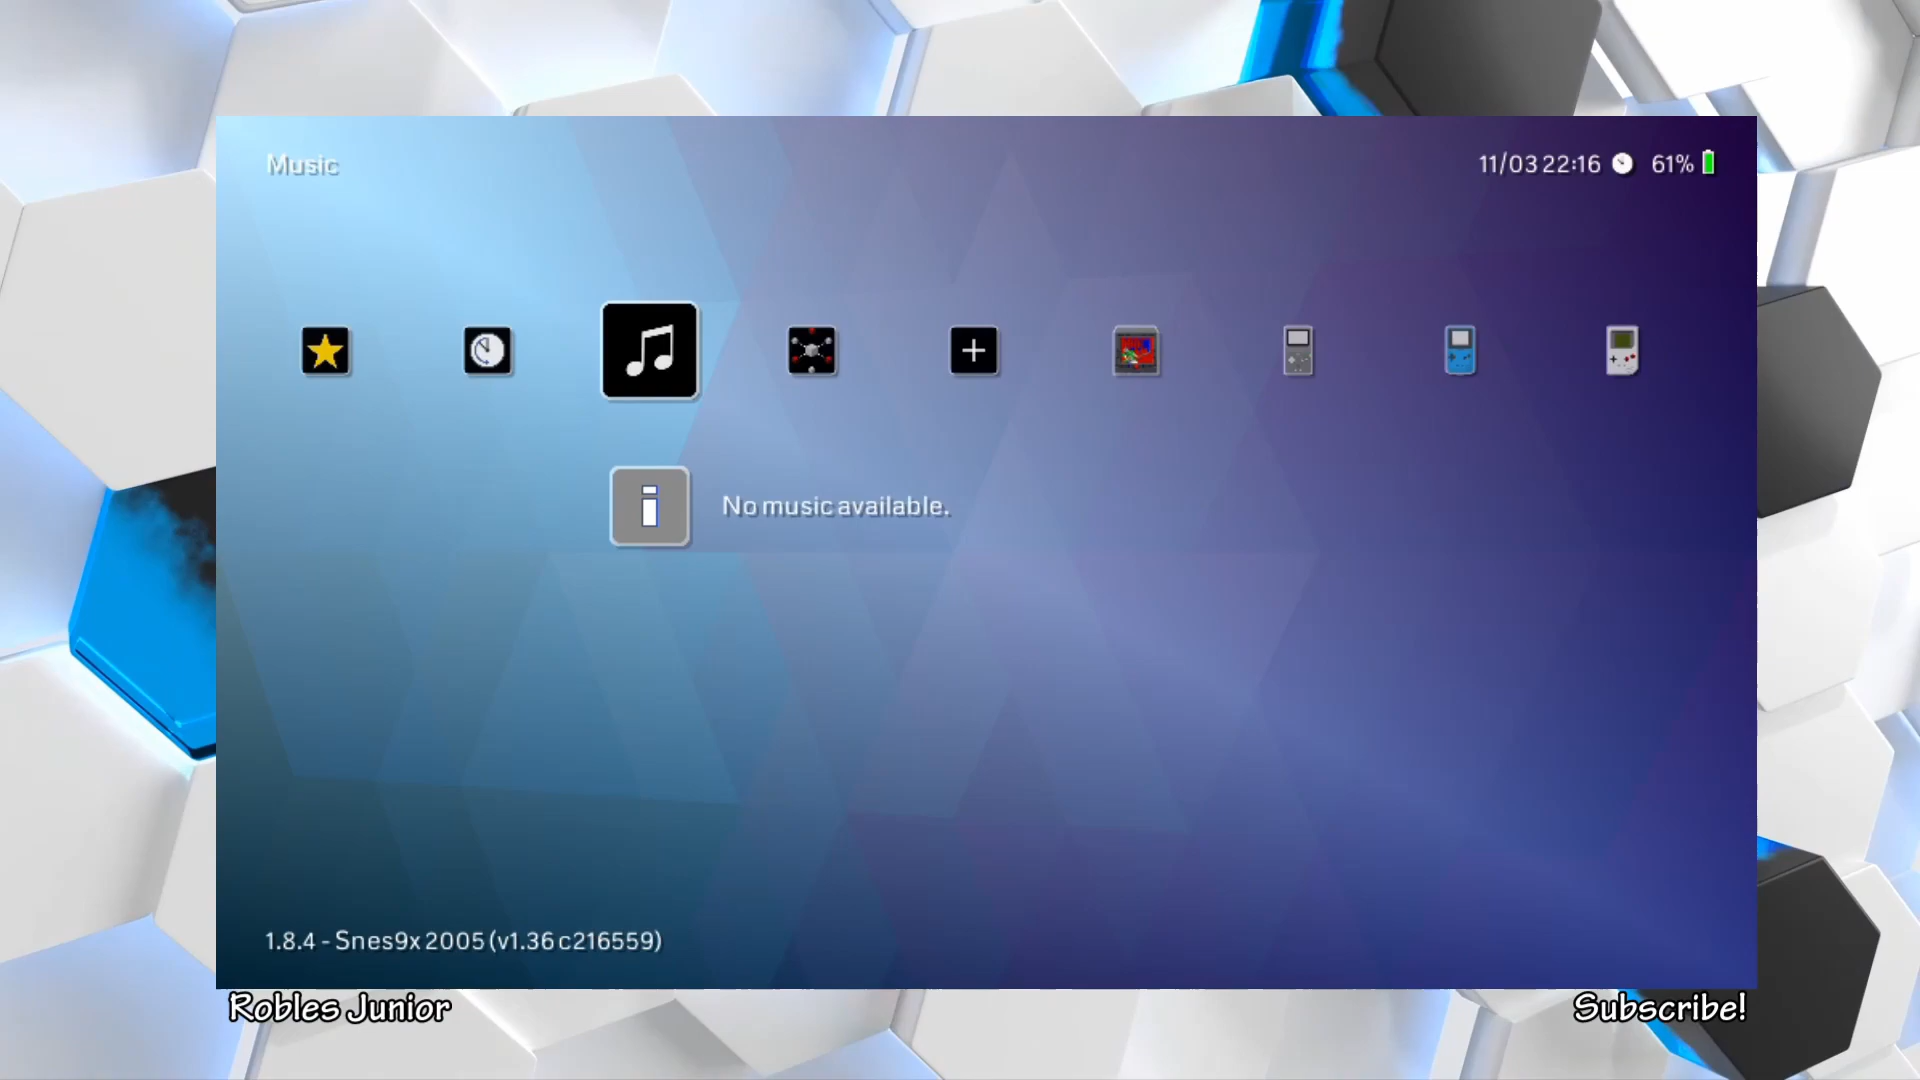 Music
11/03 22:16 61%
No music available.
1.8.4 - Snes9x 2005 (v1.36 c216559)
Robles Junior
Subscribe!